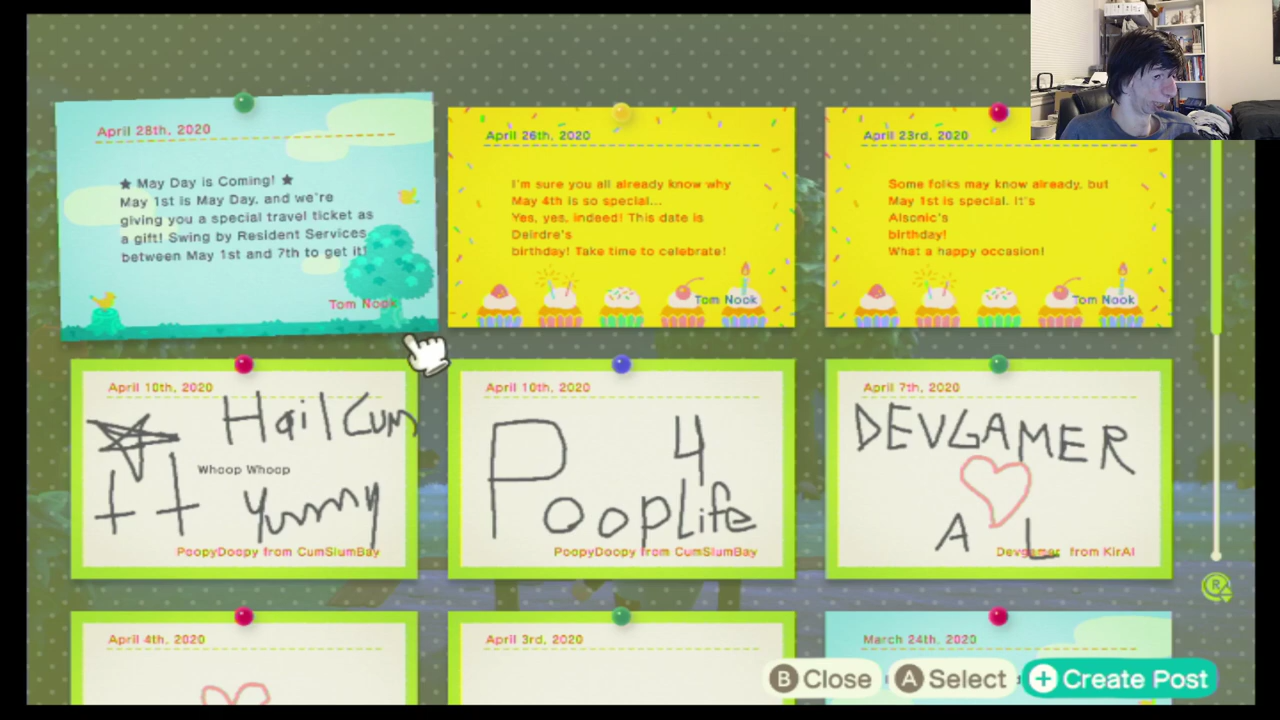 April 28th, 2020
★ May Day is Coming! ★
May 1st is May Day, and we're
giving you a special travel ticket as
a gift! Swing by Resident Services
between May 1st and 7th to get it!
Tom Nook
April 26th, 2020
I'm sure you all already know why
May 4th is so special...
Yes, yes, indeed! This date is
Deirdre's
birthday! Take time to celebrate!
Tom Nook
April 23rd, 2020
Some folks may know already, but
May 1st is special. It's
Alsonic's
birthday!
What a happy occasion!
Tom Nook
April 10th, 2020
Hail Cum
Whoop Whoop
Yummy
PoopyDoopy from CumSlumBay
April 10th, 2020
P 4
Pooplife
PoopyDoopy from CumSlumBay
April 7th, 2020
DEVGAMER
A L
Devgamer from KirAl
April 4th, 2020
April 3rd, 2020
March 24th, 2020
R
B Close
A Select
+ Create Post